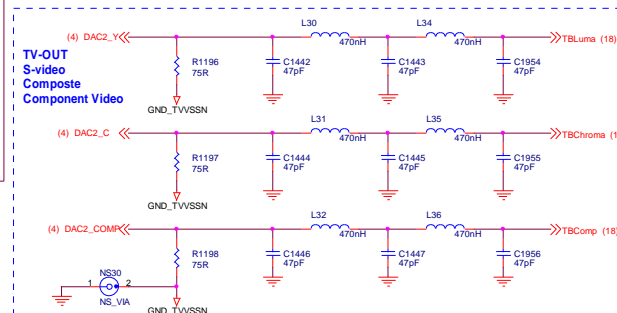 L30 L34
(4) DAC2_Y 470nH 470nH TBLuma (18)
TV-OUT
S-video
Composte
Component Video
R1196
75R
C1442
47pF
C1443
47pF
C1954
47pF
GND_TVVSSN
L31 L35
(4) DAC2_C 470nH 470nH TBChroma (1
R1197
75R
C1444
47pF
C1445
47pF
C1955
47pF
GND_TVVSSN
L32 L36
(4) DAC2_COMP 470nH 470nH TBComp (18)
R1198
75R
C1446
47pF
C1447
47pF
C1956
47pF
NS30
1 2
NS_VIA
GND_TVVSSN